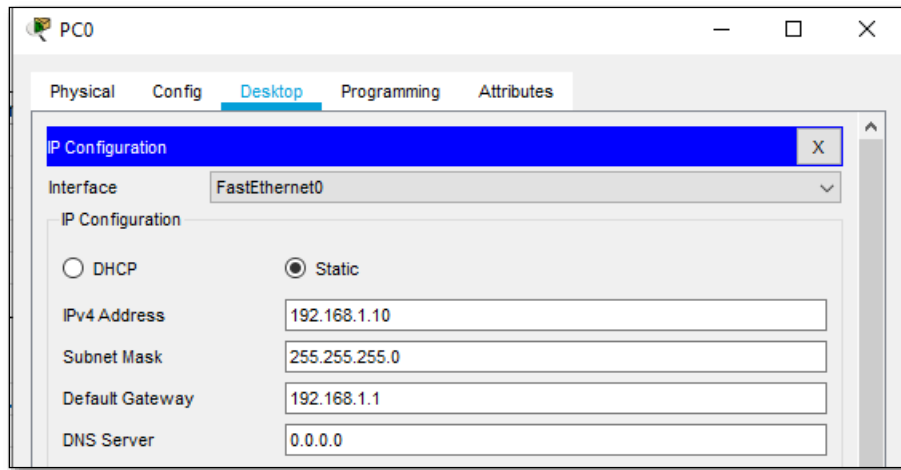 PC0
Physical Config Desktop Programming Attributes
IP Configuration X
Interface FastEthernet0
IP Configuration
DHCP Static
IPv4 Address 192.168.1.10
Subnet Mask 255.255.255.0
Default Gateway 192.168.1.1
DNS Server 0.0.0.0